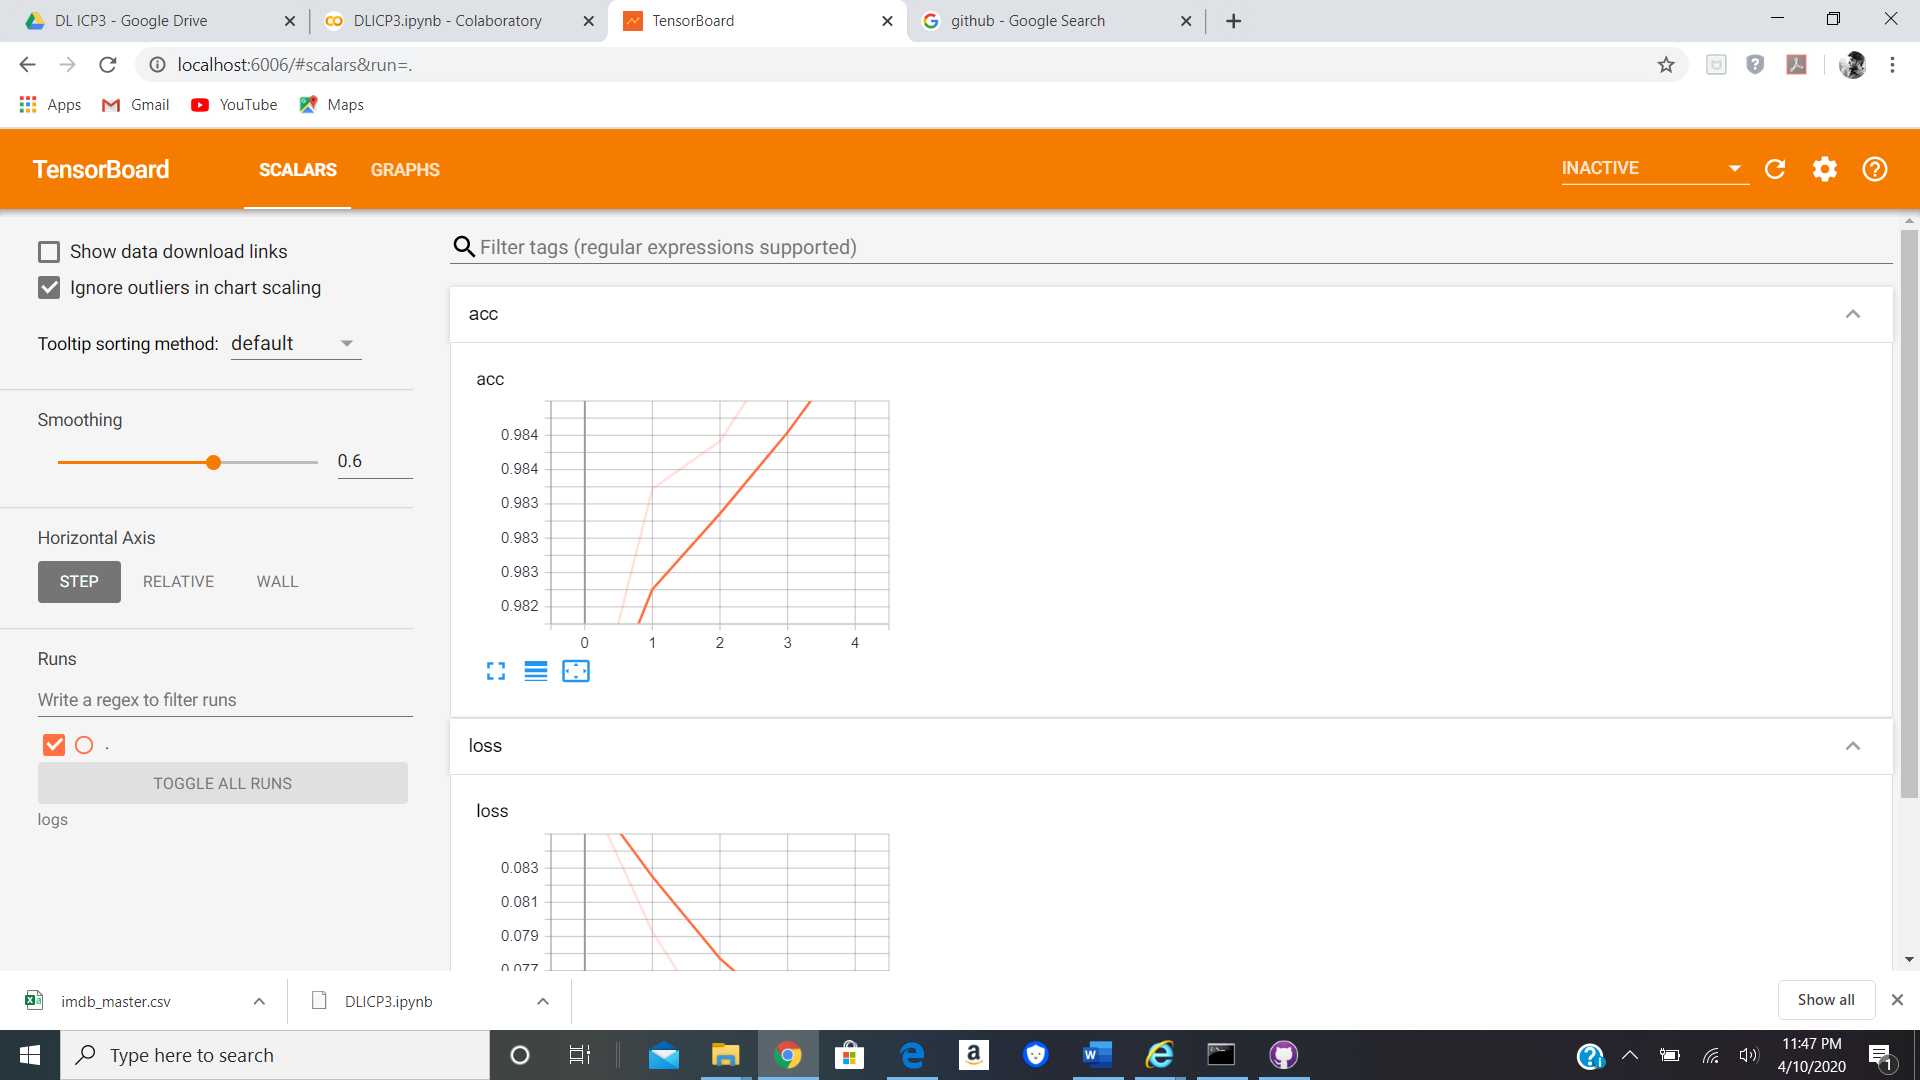 DL ICP3 - Google Drive
DLICP3.ipynb - Colaboratory
TensorBoard
github - Google Search
localhost:6006/#scalars&run=.
Apps
Gmail
YouTube
Maps
TensorBoard
SCALARS
GRAPHS
INACTIVE
Show data download links
Ignore outliers in chart scaling
Tooltip sorting method: default
Smoothing
0.6
Horizontal Axis
STEP
RELATIVE
WALL
Runs
Write a regex to filter runs
.
TOGGLE ALL RUNS
logs
Filter tags (regular expressions supported)
acc
acc
0.984
0.984
0.983
0.983
0.983
0.982
0 1 2 3 4
loss
loss
0.083
0.081
0.079
0.077
imdb_master.csv
DLICP3.ipynb
Show all
Type here to search
11:47 PM
4/10/2020
1